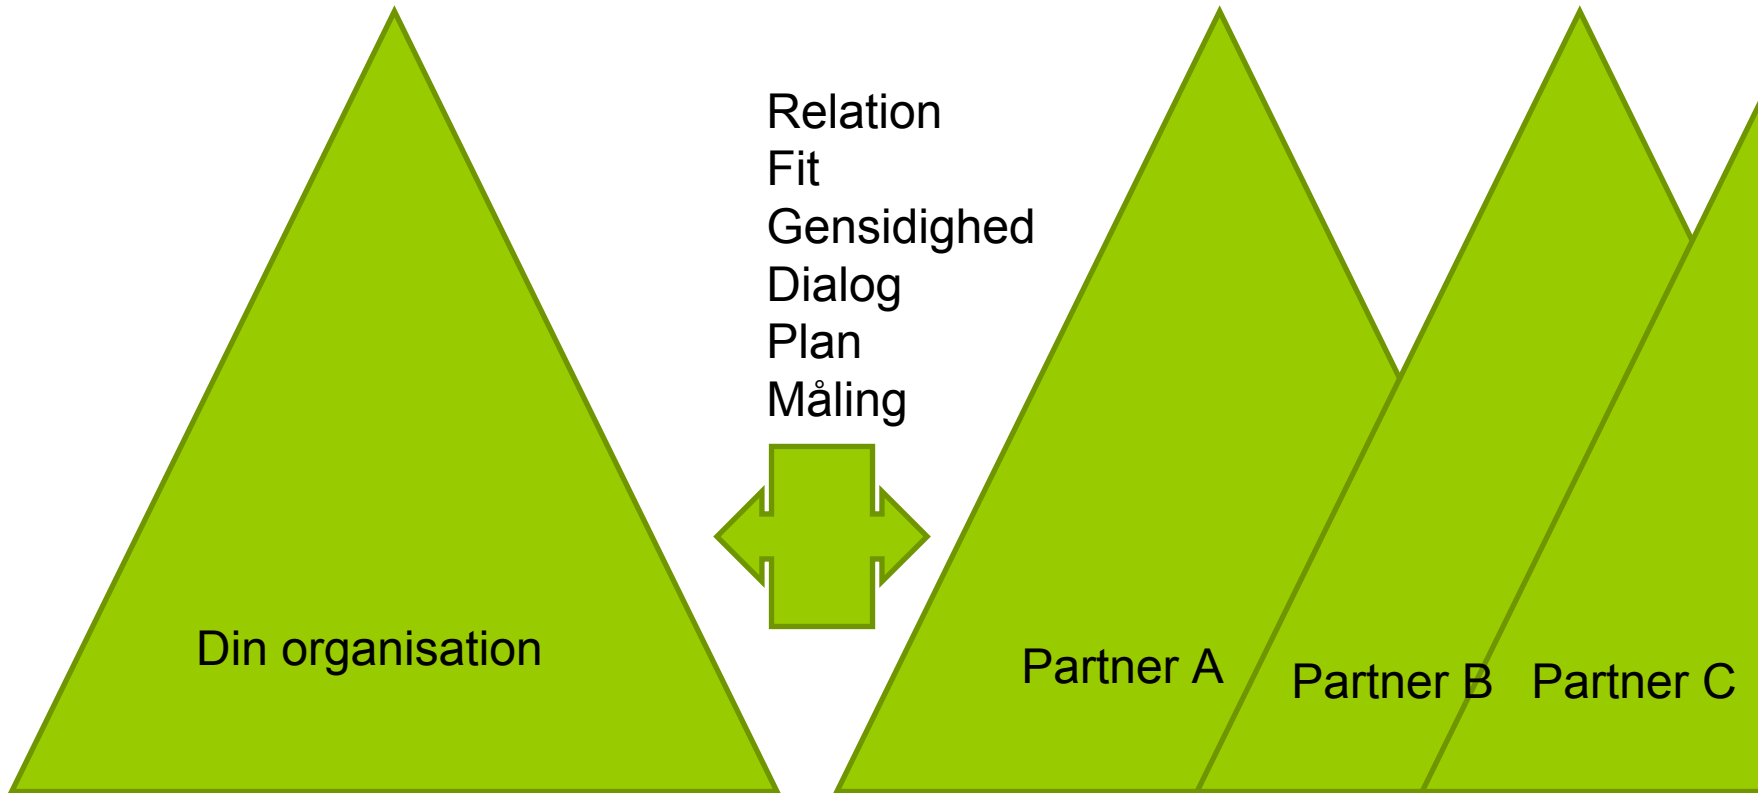 Relation
Fit
Gensidighed
Dialog
Plan
Måling
Din organisation
Partner A
Partner B
Partner C